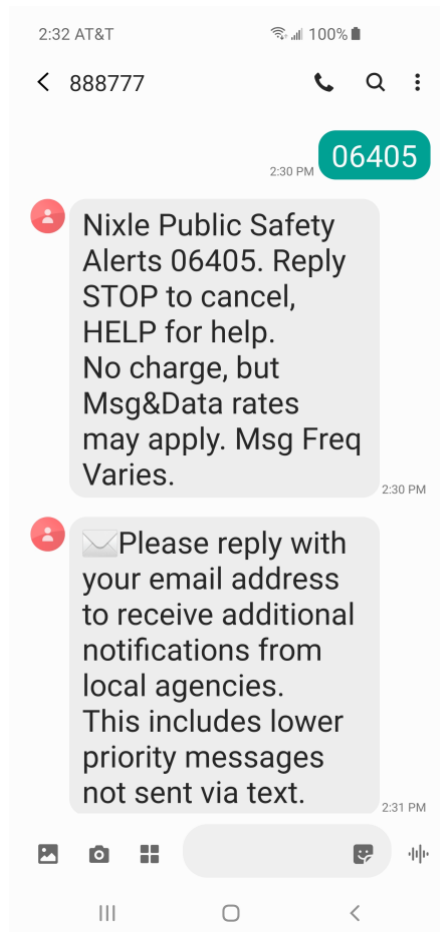 2:32 AT&T 100%
888777
06405
2:30 PM
Nixle Public Safety
Alerts 06405. Reply
STOP to cancel,
HELP for help.
No charge, but
Msg&Data rates
may apply. Msg Freq
Varies.
2:30 PM
✉Please reply with
your email address
to receive additional
notifications from
local agencies.
This includes lower
priority messages
not sent via text.
2:31 PM